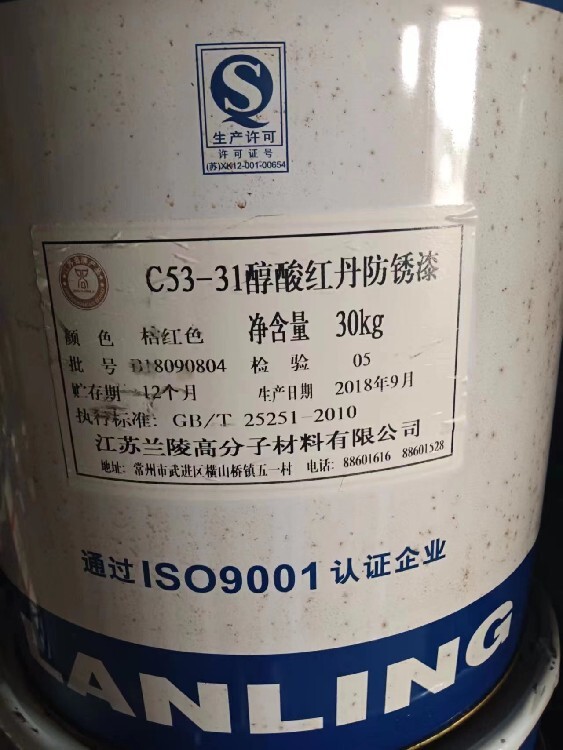 生产许可
许可证号
(苏)XK12-001-00654
C53-31醇酸红丹防锈漆
颜 色 桔红色 净含量 30kg
批 号 D18090804 检 验 05
贮存期 12个月 生产日期 2018年9月
执行标准: GB/T 25251-2010
江苏兰陵高分子材料有限公司
地址: 常州市武进区横山桥镇五一村 电话: 88601616 88601528
通过ISO9001认证企业
LANLING